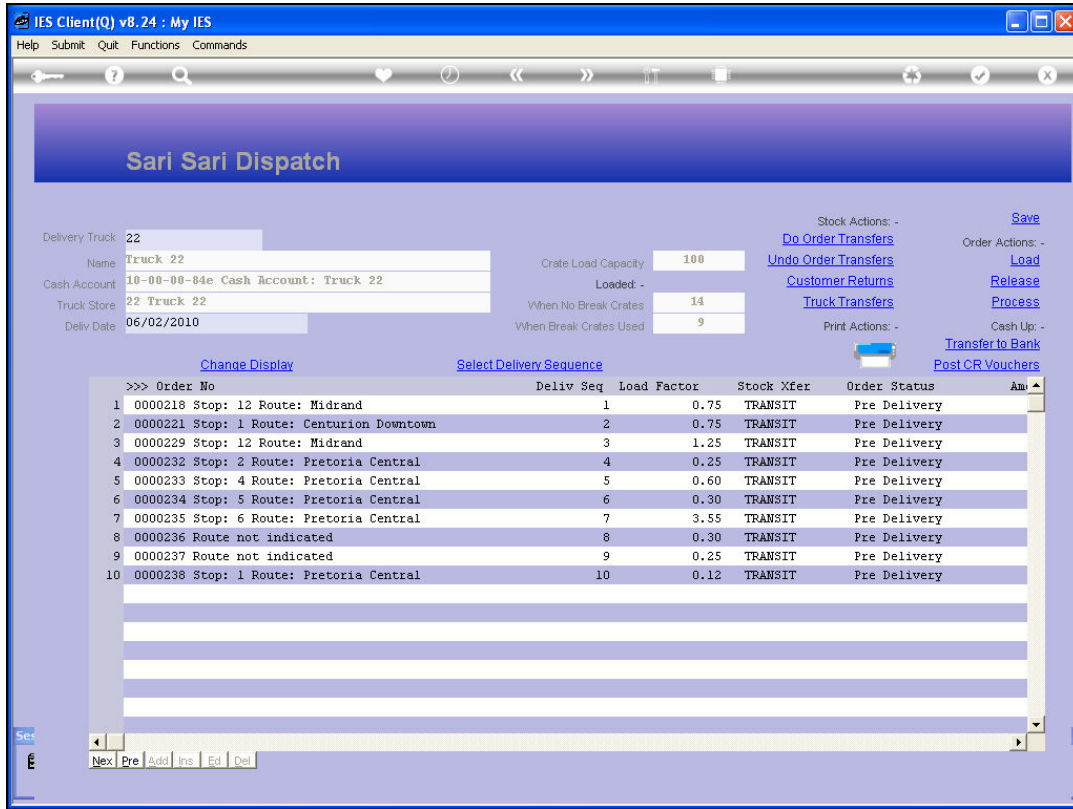 IES Client(Q) v8.24 : My IES
Help Submit Quit Functions Commands
Sari Sari Dispatch
Stock Actions: - Save
Delivery Truck 22 Do Order Transfers Order Actions: -
Name Truck 22 Crate Load Capacity 100 Undo Order Transfers Load
Cash Account 10-00-00-84e Cash Account: Truck 22 Loaded: - Customer Returns Release
Truck Store 22 Truck 22 When No Break Crates 14 Truck Transfers Process
Deliv Date 06/02/2010 When Break Crates Used 9 Print Actions: - Cash Up: -
Transfer to Bank
Change Display Select Delivery Sequence Post CR Vouchers
>>> Order No Deliv Seq Load Factor Stock Xfer Order Status Am
1 0000218 Stop: 12 Route: Midrand 1 0.75 TRANSIT Pre Delivery
2 0000221 Stop: 1 Route: Centurion Downtown 2 0.75 TRANSIT Pre Delivery
3 0000229 Stop: 12 Route: Midrand 3 1.25 TRANSIT Pre Delivery
4 0000232 Stop: 2 Route: Pretoria Central 4 0.25 TRANSIT Pre Delivery
5 0000233 Stop: 4 Route: Pretoria Central 5 0.60 TRANSIT Pre Delivery
6 0000234 Stop: 5 Route: Pretoria Central 6 0.30 TRANSIT Pre Delivery
7 0000235 Stop: 6 Route: Pretoria Central 7 3.55 TRANSIT Pre Delivery
8 0000236 Route not indicated 8 0.30 TRANSIT Pre Delivery
9 0000237 Route not indicated 9 0.25 TRANSIT Pre Delivery
10 0000238 Stop: 1 Route: Pretoria Central 10 0.12 TRANSIT Pre Delivery
Ses
Nex Pre Add Ins Ed Del